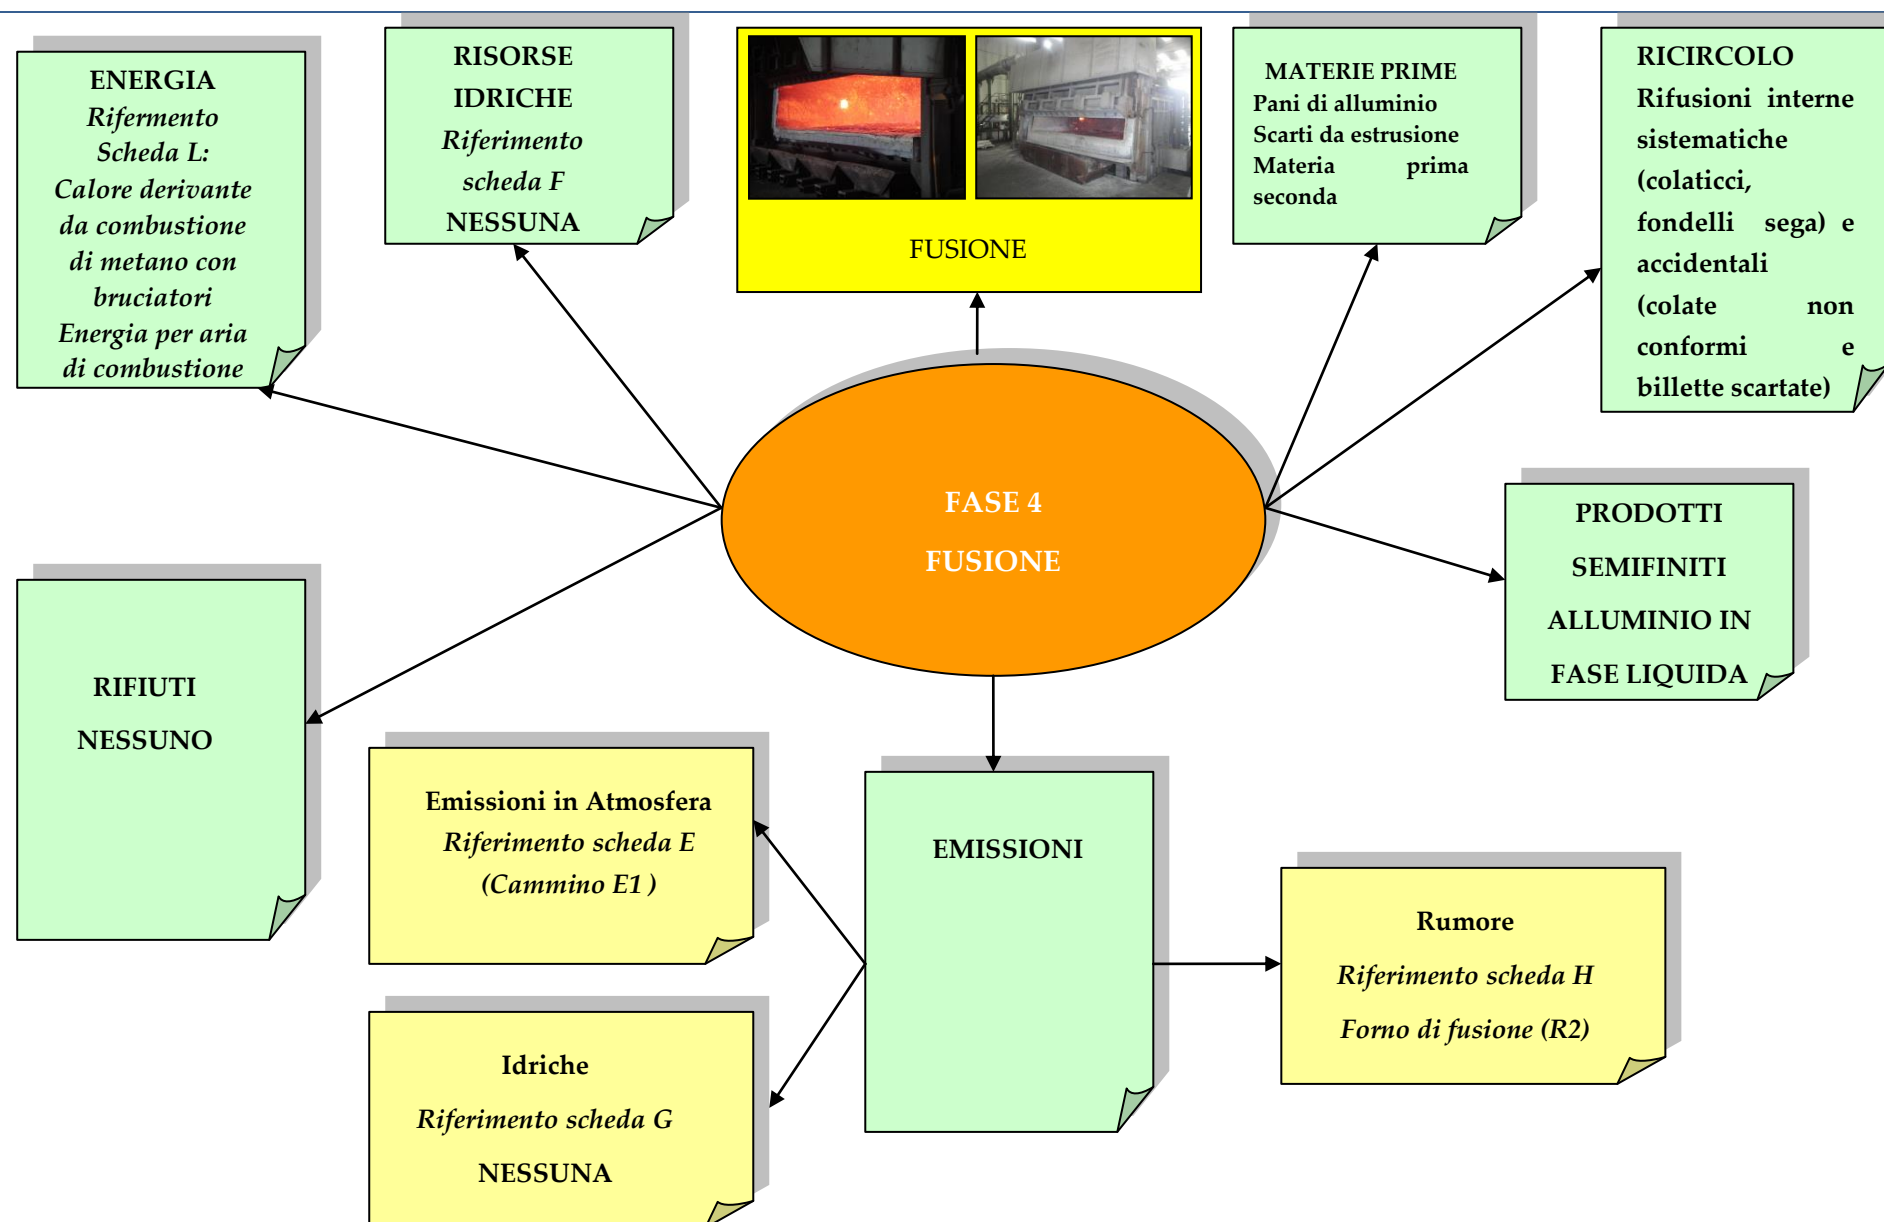 ENERGIA
Rifermento
Scheda L:
Calore derivante
da combustione
di metano con
bruciatori
Energia per aria
di combustione
RISORSE
IDRICHE
Riferimento
scheda F
NESSUNA
FUSIONE
MATERIE PRIME
Pani di alluminio
Scarti da estrusione
Materia prima
seconda
RICIRCOLO
Rifusioni interne
sistematiche
(colaticci,
fondelli sega) e
accidentali
(colate non
conformi e
billette scartate)
FASE 4
FUSIONE
PRODOTTI
SEMIFINITI
ALLUMINIO IN
FASE LIQUIDA
RIFIUTI
NESSUNO
Emissioni in Atmosfera
Riferimento scheda E
(Cammino E1 )
EMISSIONI
Rumore
Riferimento scheda H
Forno di fusione (R2)
Idriche
Riferimento scheda G
NESSUNA